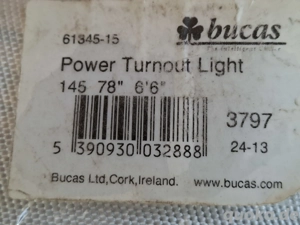 61345-15
bucas
Power Turnout Light
145 78" 6'6"
3797
5 390930 032888
24-13
Bucas Ltd,Cork,Ireland. www.bucas.com